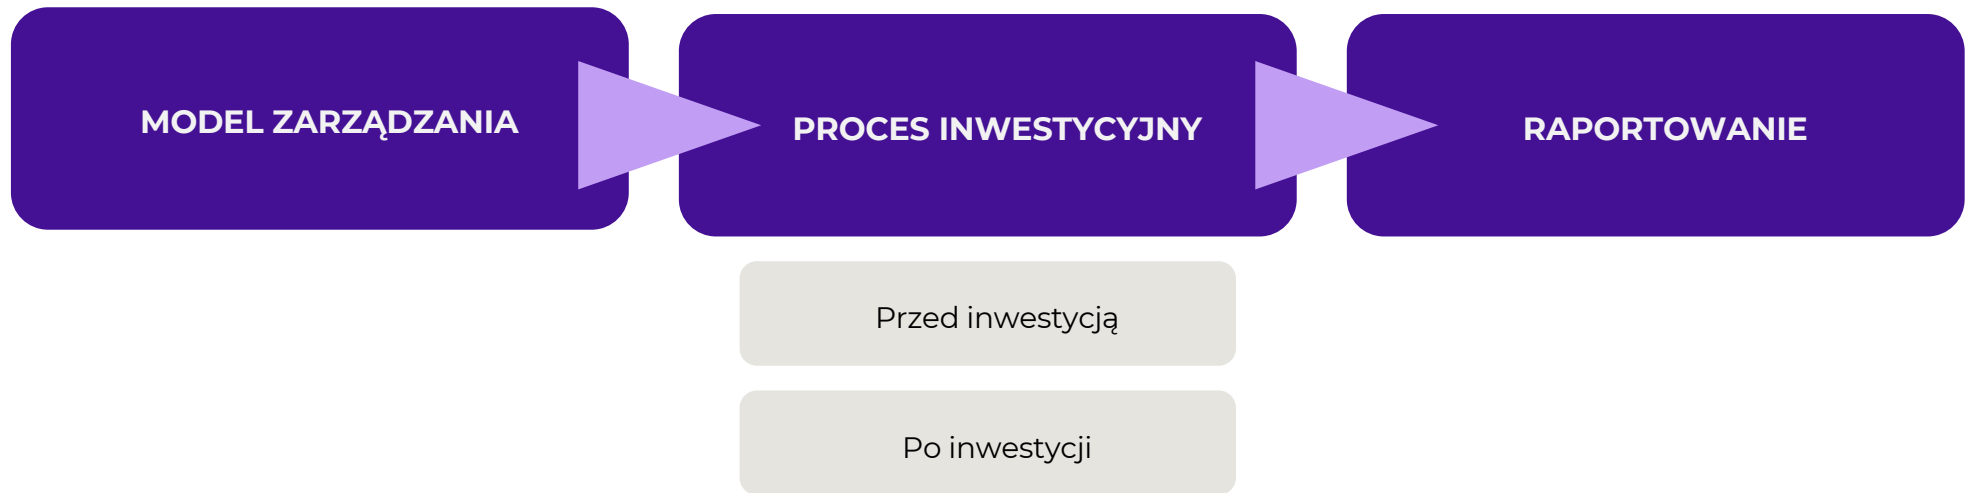 MODEL ZARZĄDZANIA
PROCES INWESTYCYJNY
RAPORTOWANIE
Przed inwestycją
Po inwestycji